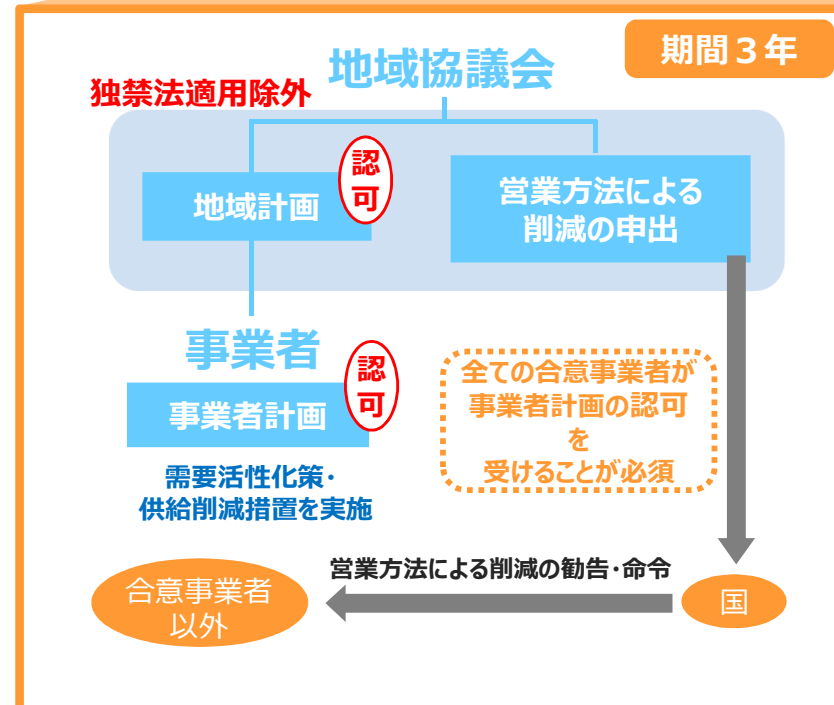 期間３年
地域協議会
独禁法適用除外
認
可
地域計画
営業方法による
削減の申出
事業者
認
可
事業者計画
全ての合意事業者が
事業者計画の認可
を
受けることが必須
需要活性化策・
供給削減措置を実施
営業方法による削減の勧告・命令
合意事業者
以外
国